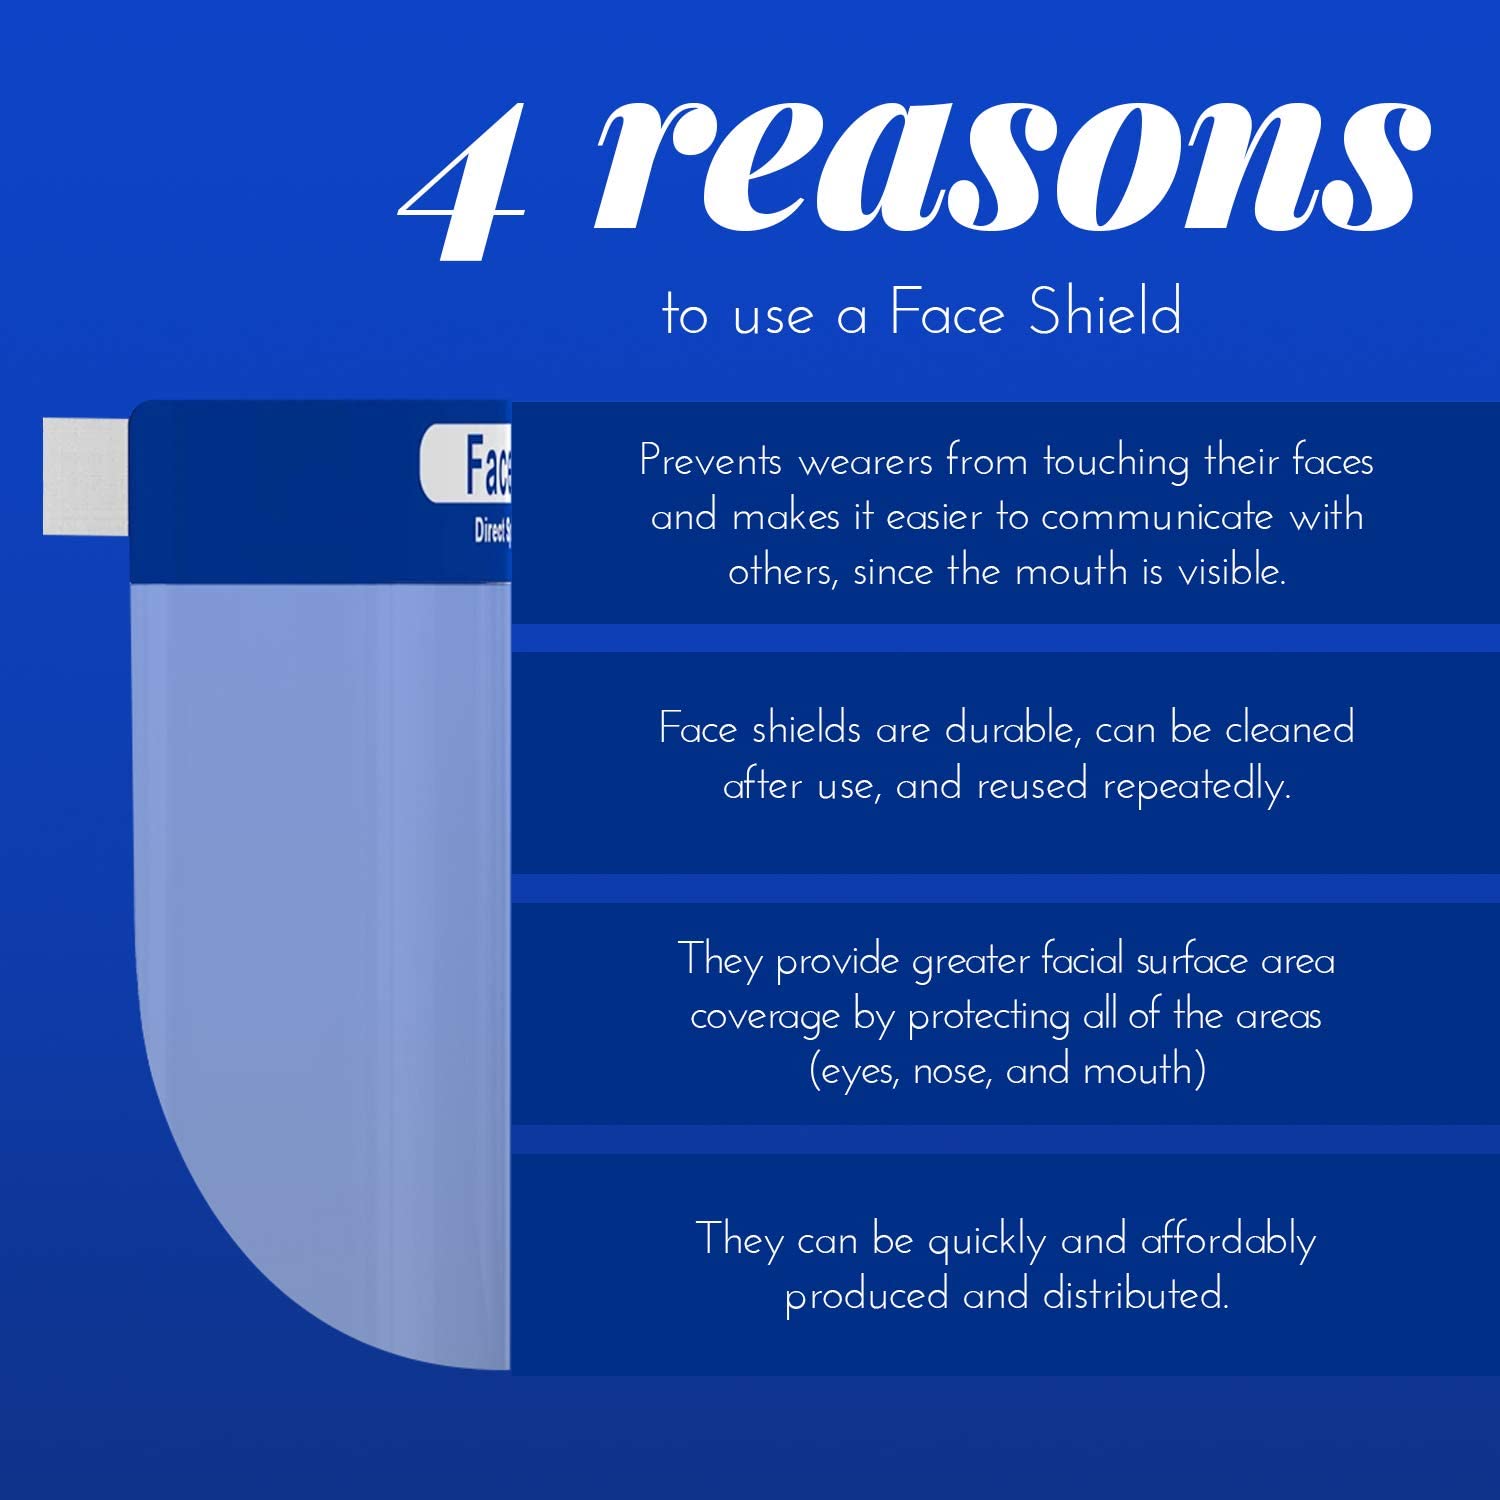 4 reasons
to use a Face Shield
Prevents wearers from touching their faces
and makes it easier to communicate with
others, since the mouth is visible.
Face shields are durable, can be cleaned
after use, and reused repeatedly.
They provide greater facial surface area
coverage by protecting all of the areas
(eyes, nose, and mouth)
They can be quickly and affordably
produced and distributed.
Face
Direct